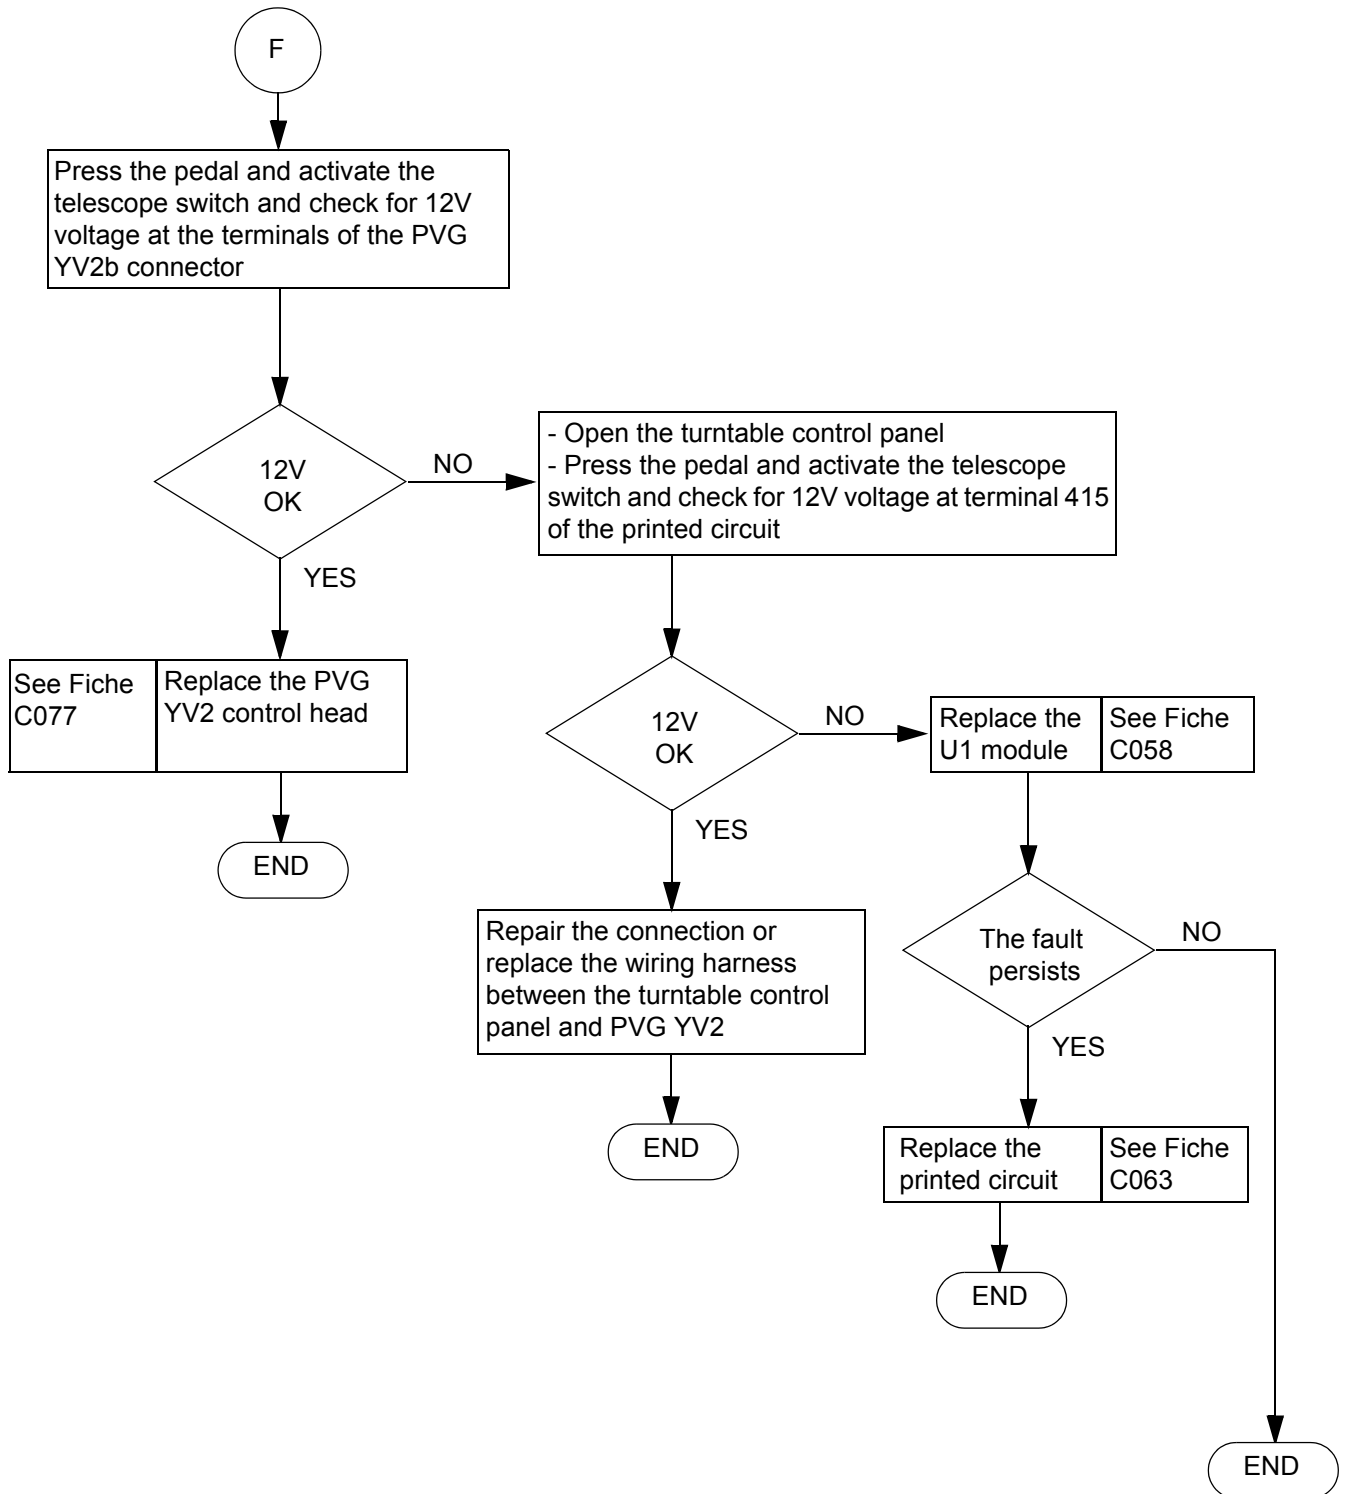 F
Press the pedal and activate the
telescope switch and check for 12V
voltage at the terminals of the PVG
YV2b connector
12V
OK
NO
YES
- Open the turntable control panel
- Press the pedal and activate the telescope
switch and check for 12V voltage at terminal 415
of the printed circuit
See Fiche
C077
Replace the PVG
YV2 control head
END
12V
OK
NO
YES
Replace the
U1 module
See Fiche
C058
Repair the connection or
replace the wiring harness
between the turntable control
panel and PVG YV2
END
The fault
persists
NO
YES
Replace the
printed circuit
See Fiche
C063
END
END